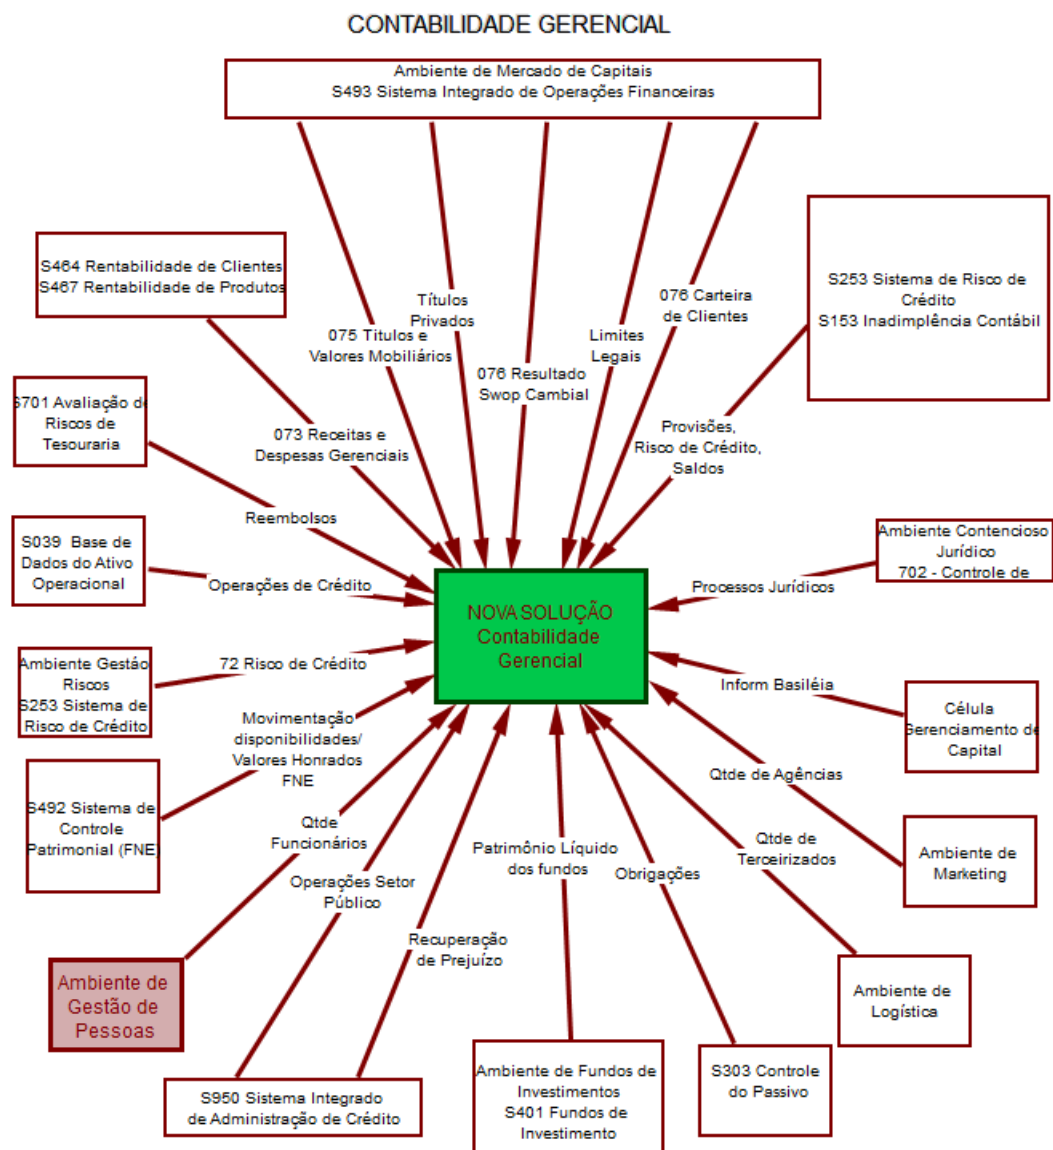 CONTABILIDADE GERENCIAL
Ambiente de Mercado de Capitais
S493 Sistema Integrado de Operações Financeiras
S464 Rentabilidade de Clientes
S467 Rentabilidade de Produtos
S253 Sistema de Risco de
Crédito
S153 Inadimplência Contábil
Títulos
Privados
076 Carteira
de Clientes
075 Titulos e
Valores Mobiliários
Limites
Legais
076 Resultado
Swop Cambial
S701 Avaliação de
Riscos de
Tesouraria
073 Receitas e
Despesas Gerenciais
Provisões,
Risco de Crédito,
Saldos
Reembolsos
S039 Base de
Dados do Ativo
Operacional
Operações de Crédito
Ambiente Contencioso
Jurídico
702 - Controle de
Processos Jurídicos
NOVA SOLUÇÃO
Contabilidade
Gerencial
Ambiente Gestão
Riscos
S253 Sistema de
Risco de Crédito
72 Risco de Crédito
Inform Basiléia
Célula
Gerenciamento de
Capital
Movimentação
disponibilidades/
Valores Honrados
FNE
Qtde de Agências
S492 Sistema de
Controle
Patrimonial (FNE)
Qtde
Funcionários
Qtde de
Terceirizados
Patrimônio Líquido
dos fundos
Obrigações
Ambiente de
Marketing
Operações Setor
Público
Recuperação
de Prejuízo
Ambiente de
Gestão de
Pessoas
Ambiente de
Logística
S950 Sistema Integrado
de Administração de Crédito
Ambiente de Fundos de
Investimentos
S401 Fundos de
Investimento
S303 Controle
do Passivo